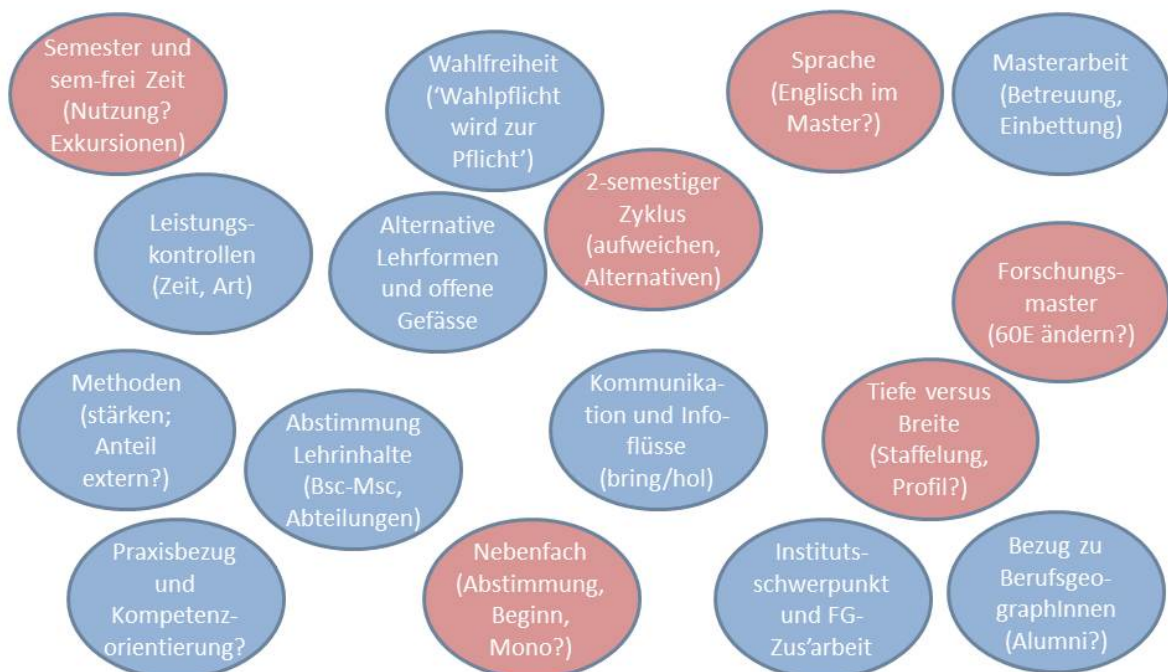 Semester und
sem-frei Zeit
(Nutzung?
Exkursionen)
Wahlfreiheit
(‘Wahlpflicht
wird zur
Pflicht’)
Sprache
(Englisch im
Master?)
Masterarbeit
(Betreuung,
Einbettung)
Leistungs-
kontrollen
(Zeit, Art)
Alternative
Lehrformen
und offene
Gefässe
2-semestiger
Zyklus
(aufweichen,
Alternativen)
Forschungs-
master
(60E ändern?)
Methoden
(stärken;
Anteil
extern?)
Abstimmung
Lehrinhalte
(Bsc-Msc,
Abteilungen)
Kommunika-
tion und Info-
flüsse
(bring/hol)
Tiefe versus
Breite
(Staffelung,
Profil?)
Praxisbezug
und
Kompetenz-
orientierung?
Nebenfach
(Abstimmung,
Beginn,
Mono?)
Instituts-
schwerpunkt
und FG-
Zus’arbeit
Bezug zu
Berufsgeo-
graphInnen
(Alumni?)